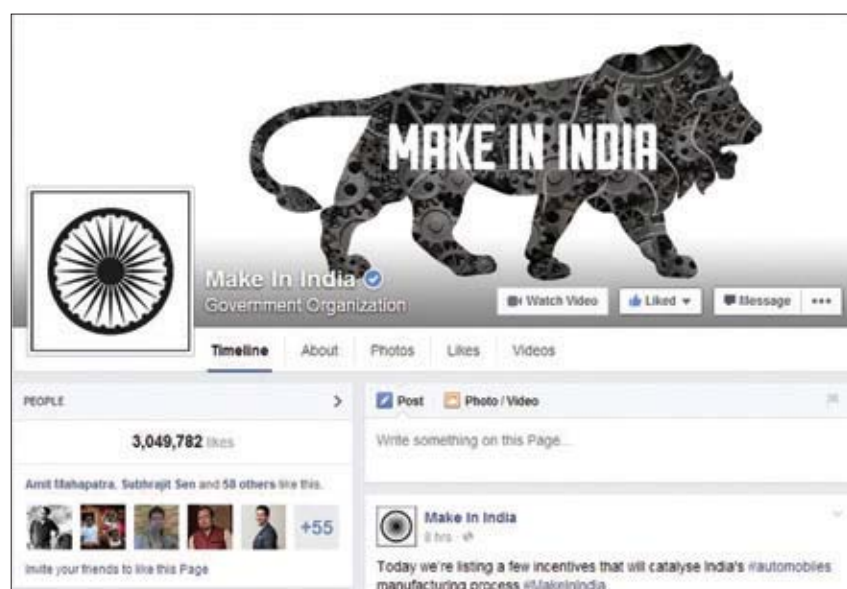 MAKE IN INDIA
Make In India
Government Organization
Watch Video
Liked
Message
Timeline About Photos Likes Videos
PEOPLE
3,049,782 likes
Amit Mahapatra, Subhrajit Sen and 58 others like this.
+55
Invite your friends to like this Page
Post Photo / Video
Write something on this Page...
Make In India
8 hrs ·
Today we're listing a few incentives that will catalyse India's #automobiles
manufacturing process #MakeInIndia